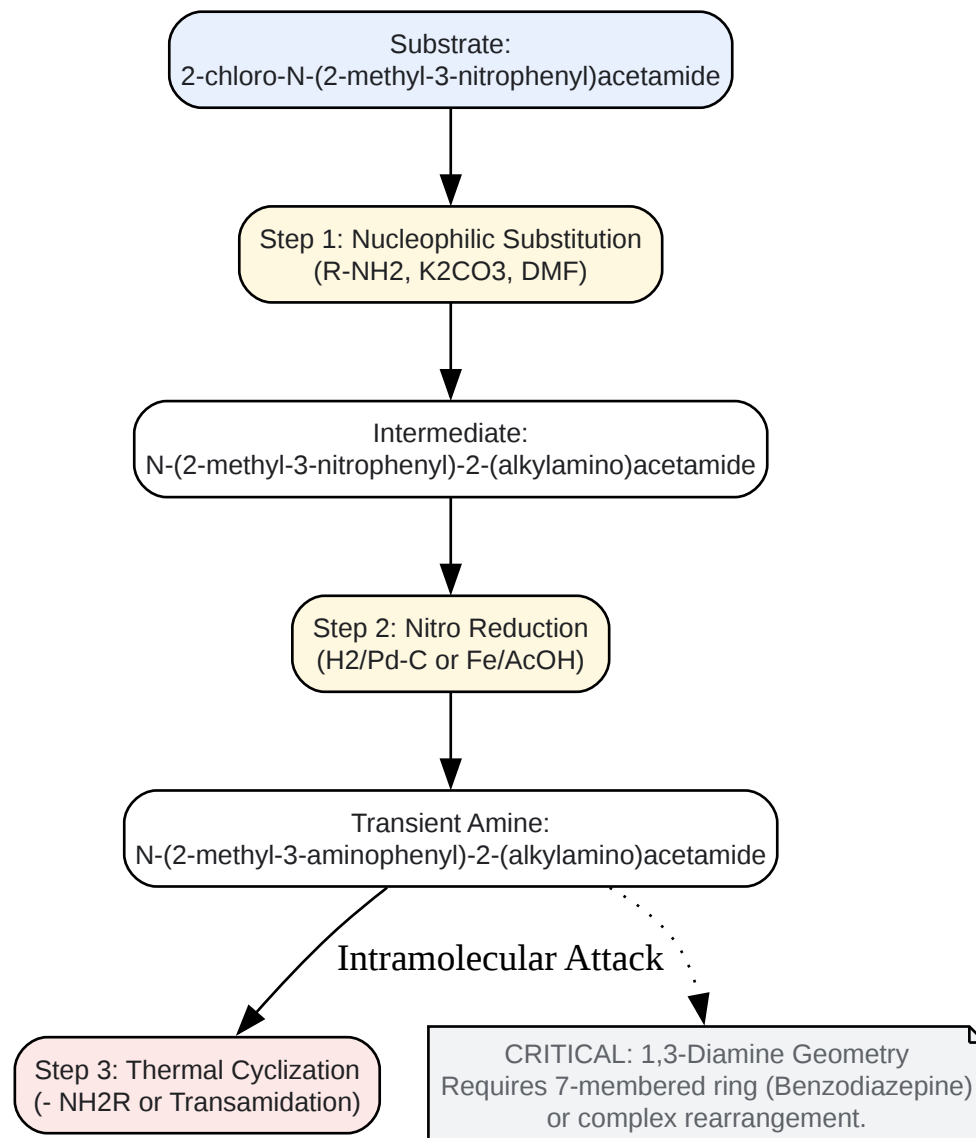 Substrate:
2-chloro-N-(2-methyl-3-nitrophenyl)acetamide
Step 1: Nucleophilic Substitution
(R-NH2, K2CO3, DMF)
Intermediate:
N-(2-methyl-3-nitrophenyl)-2-(alkylamino)acetamide
Step 2: Nitro Reduction
(H2/Pd-C or Fe/AcOH)
Transient Amine:
N-(2-methyl-3-aminophenyl)-2-(alkylamino)acetamide
Intramolecular Attack
Step 3: Thermal Cyclization
(- NH2R or Transamidation)
CRITICAL: 1,3-Diamine Geometry
Requires 7-membered ring (Benzodiazepine)
or complex rearrangement.